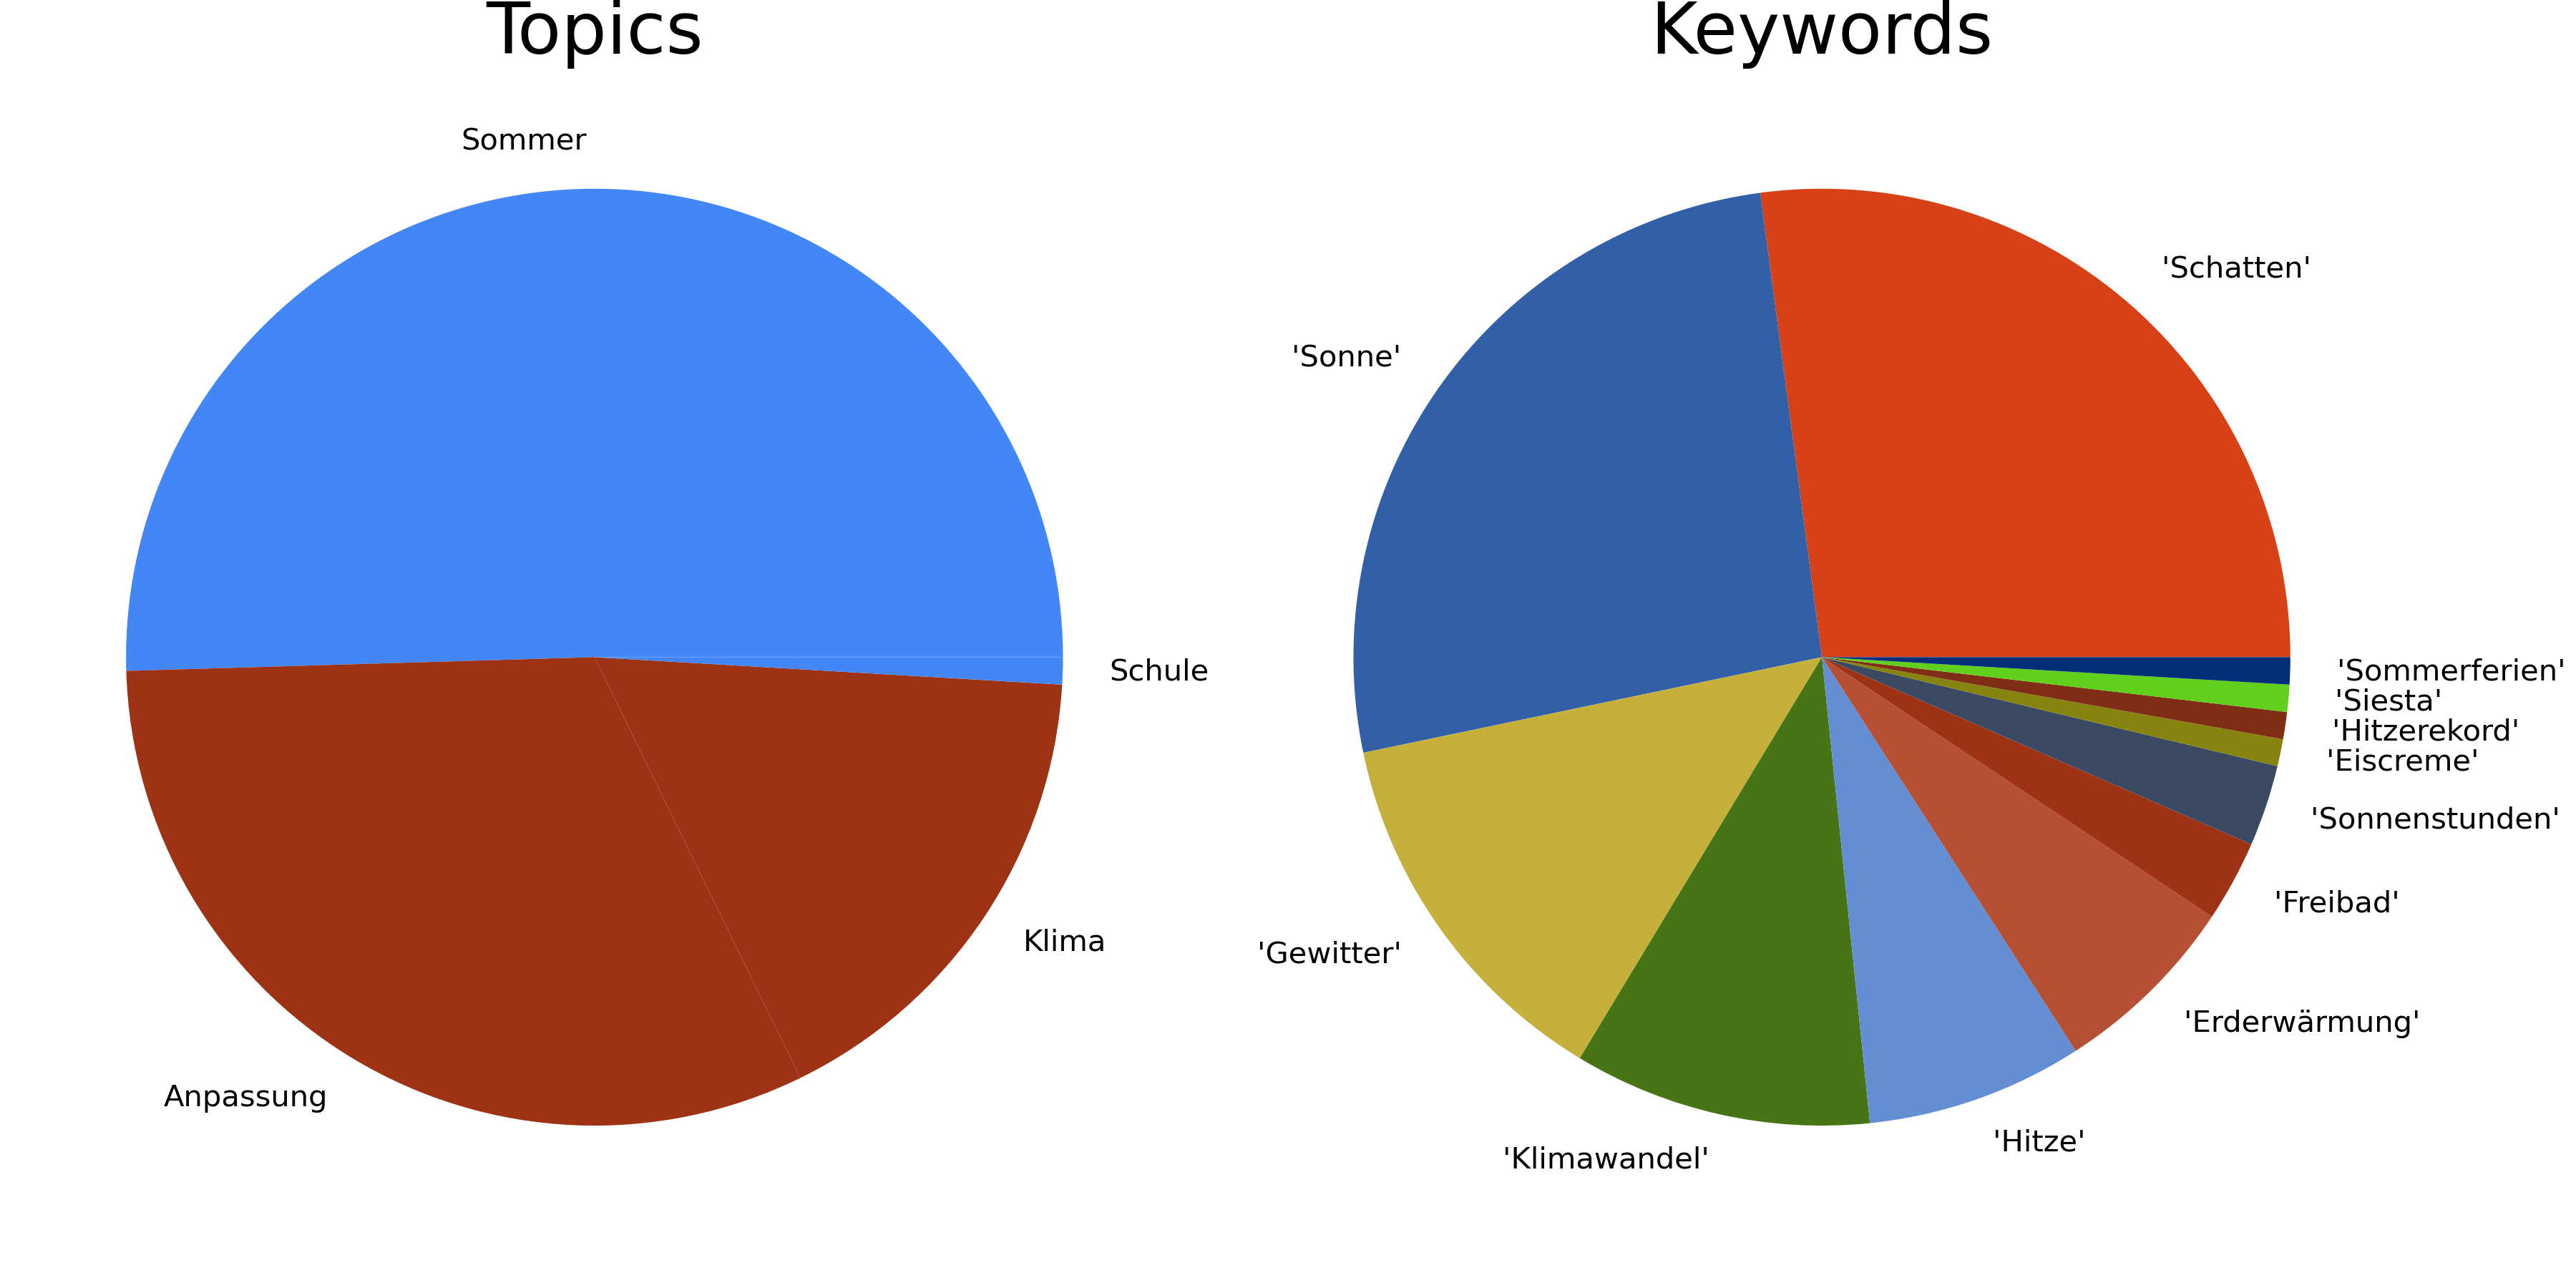 Topics
Sommer
Schule
Klima
Anpassung
Keywords
'Schatten'
'Sonne'
'Sommerferien'
'Siesta'
'Hitzerekord'
'Eiscreme'
'Sonnenstunden'
'Freibad'
'Gewitter'
'Erderwärmung'
'Hitze'
'Klimawandel'